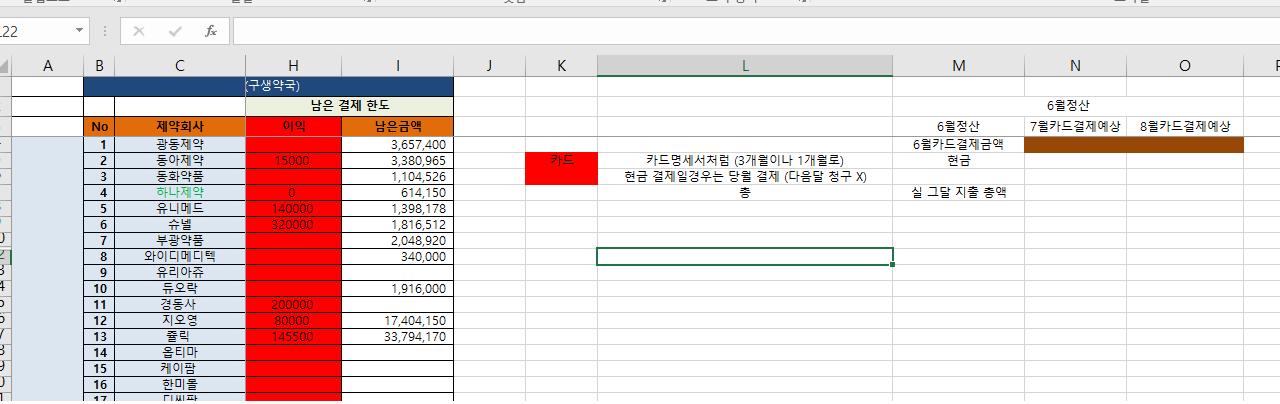 22
fx
A B C H I J K L M N O
(구생약국)
남은 결제 한도 6월정산
No 제약회사 이익 남은금액 6월정산 7월카드결제예상 8월카드결제예상
1 광동제약 3,657,400 6월카드결제금액
2 동아제약 15000 3,380,965 카드 카드명세서처럼 (3개월이나 1개월로) 현금
3 동화약품 1,104,526 현금 결제일경우는 당월 결제 (다음달 청구 X)
4 하나제약 0 614,150 총 실 그달 지출 총액
5 유니메드 140000 1,398,178
6 슈넬 320000 1,816,512
7 부광약품 2,048,920
8 와이디메디텍 340,000
9 유리아쥬
10 듀오락 1,916,000
11 경동사 200000
12 지오영 80000 17,404,150
13 쥴릭 145500 33,794,170
14 옵티마
15 케이팜
16 한미몰
17